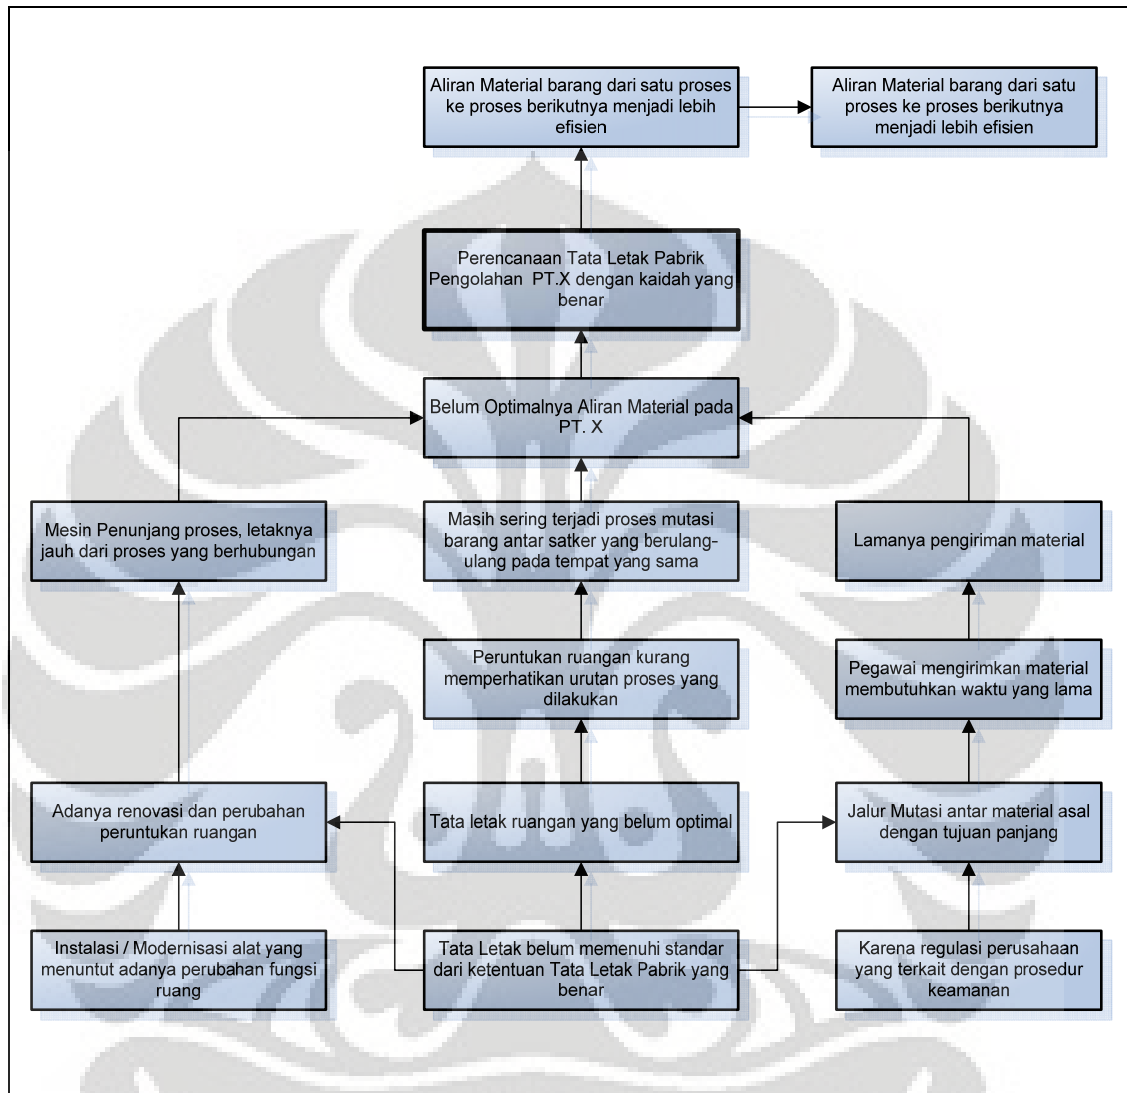 Aliran Material barang dari satu proses
ke proses berikutnya menjadi lebih
efisien
Aliran Material barang dari satu
proses ke proses berikutnya
menjadi lebih efisien
Perencanaan Tata Letak Pabrik
Pengolahan PT.X dengan kaidah yang
benar
Belum Optimalnya Aliran Material pada
PT. X
Mesin Penunjang proses, letaknya
jauh dari proses yang berhubungan
Masih sering terjadi proses mutasi
barang antar satker yang berulang-
ulang pada tempat yang sama
Lamanya pengiriman material
Peruntukan ruangan kurang
memperhatikan urutan proses yang
dilakukan
Pegawai mengirimkan material
membutuhkan waktu yang lama
Adanya renovasi dan perubahan
peruntukan ruangan
Tata letak ruangan yang belum optimal
Jalur Mutasi antar material asal
dengan tujuan panjang
Instalasi / Modernisasi alat yang
menuntut adanya perubahan fungsi
ruang
Tata Letak belum memenuhi standar
dari ketentuan Tata Letak Pabrik yang
benar
Karena regulasi perusahaan
yang terkait dengan prosedur
keamanan